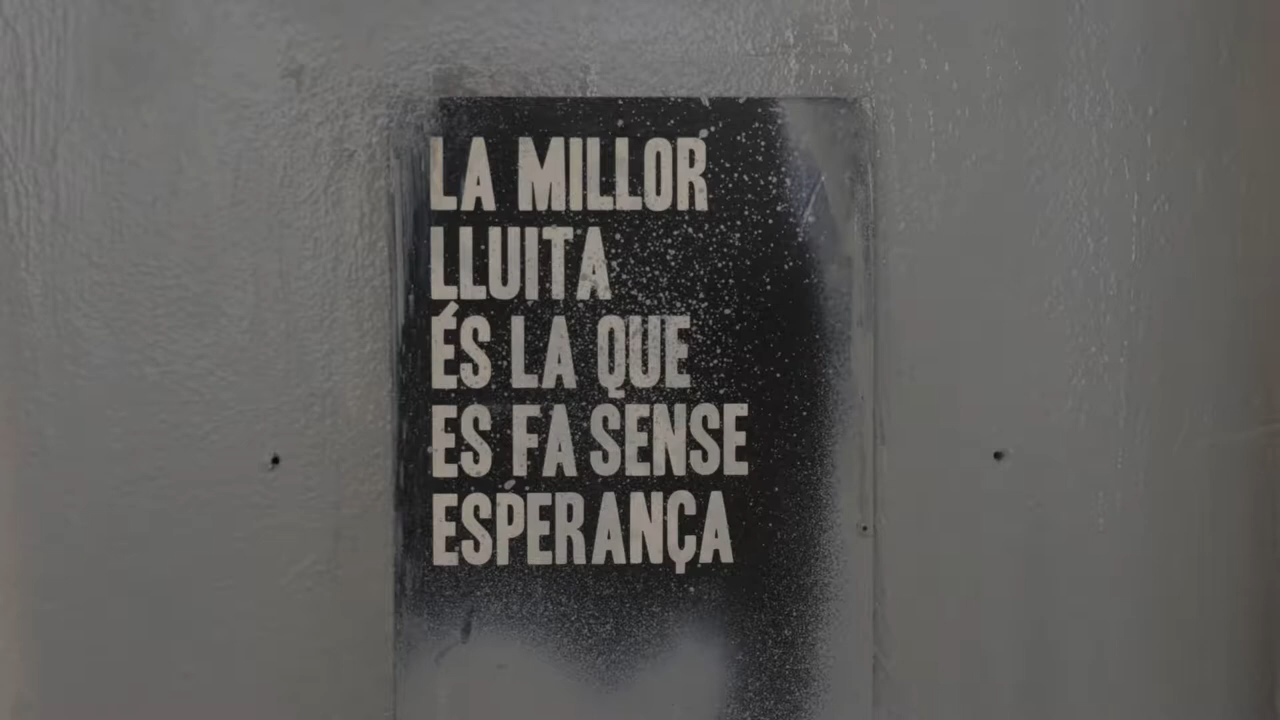 LA MILLOR
LLUITA
ÉS LA QUE
ES FA SENSE
ESPERANÇA